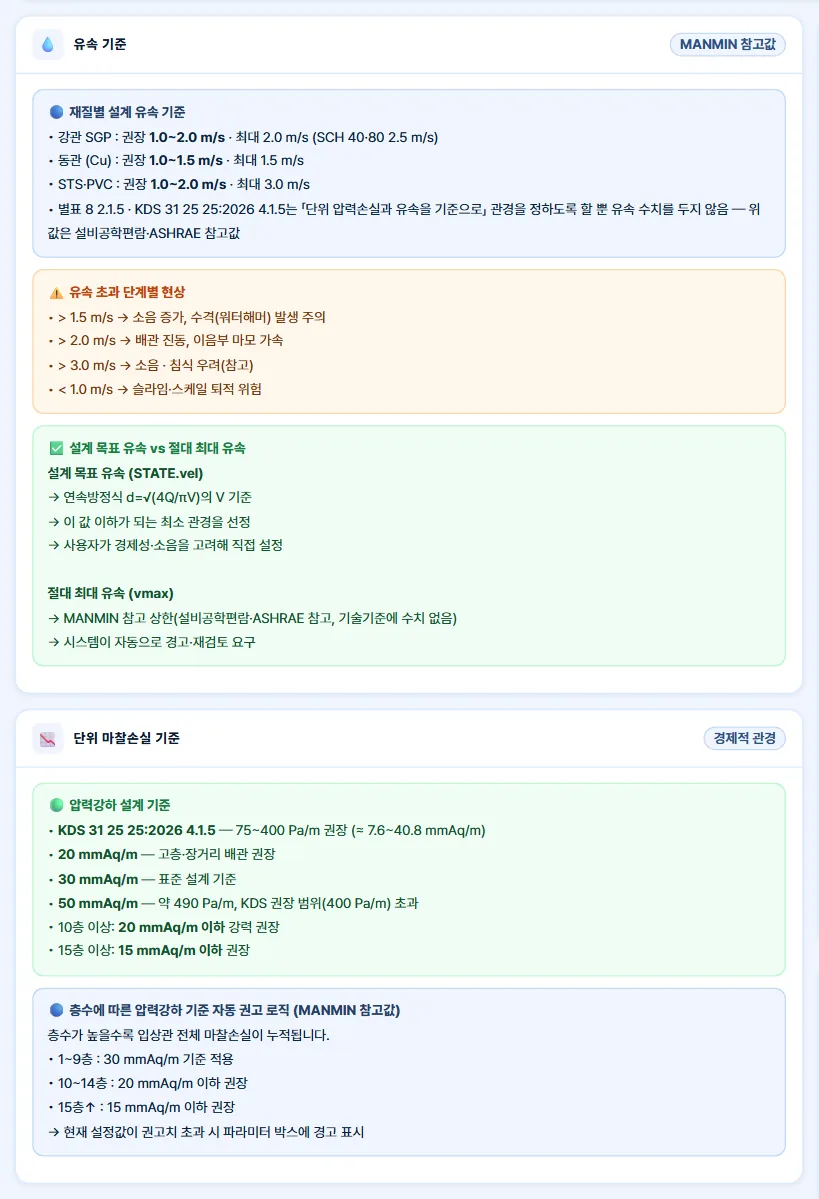 유속 기준
MANMIN 참고값
재질별 설계 유속 기준
• 강관 SGP : 권장 1.0~2.0 m/s · 최대 2.0 m/s (SCH 40·80 2.5 m/s)
• 동관 (Cu) : 권장 1.0~1.5 m/s · 최대 1.5 m/s
• STS·PVC : 권장 1.0~2.0 m/s · 최대 3.0 m/s
• 별표 8 2.1.5 · KDS 31 25 25:2026 4.1.5는 「단위 압력손실과 유속을 기준으로」 관경을 정하도록 할 뿐 유속 수치를 두지 않음 — 위
값은 설비공학편람·ASHRAE 참고값
유속 초과 단계별 현상
• > 1.5 m/s → 소음 증가, 수격(워터해머) 발생 주의
• > 2.0 m/s → 배관 진동, 이음부 마모 가속
• > 3.0 m/s → 소음 · 침식 우려(참고)
• < 1.0 m/s → 슬라임·스케일 퇴적 위험
설계 목표 유속 vs 절대 최대 유속
설계 목표 유속 (STATE.vel)
→ 연속방정식 d=√(4Q/πV)의 V 기준
→ 이 값 이하가 되는 최소 관경을 선정
→ 사용자가 경제성·소음을 고려해 직접 설정
절대 최대 유속 (vmax)
→ MANMIN 참고 상한(설비공학편람·ASHRAE 참고, 기술기준에 수치 없음)
→ 시스템이 자동으로 경고·재검토 요구
단위 마찰손실 기준
경제적 관경
압력강하 설계 기준
• KDS 31 25 25:2026 4.1.5 — 75~400 Pa/m 권장 (≈ 7.6~40.8 mmAq/m)
• 20 mmAq/m — 고층·장거리 배관 권장
• 30 mmAq/m — 표준 설계 기준
• 50 mmAq/m — 약 490 Pa/m, KDS 권장 범위(400 Pa/m) 초과
• 10층 이상: 20 mmAq/m 이하 강력 권장
• 15층 이상: 15 mmAq/m 이하 권장
층수에 따른 압력강하 기준 자동 권고 로직 (MANMIN 참고값)
층수가 높을수록 입상관 전체 마찰손실이 누적됩니다.
• 1~9층 : 30 mmAq/m 기준 적용
• 10~14층 : 20 mmAq/m 이하 권장
• 15층↑ : 15 mmAq/m 이하 권장
→ 현재 설정값이 권고치 초과 시 파라미터 박스에 경고 표시